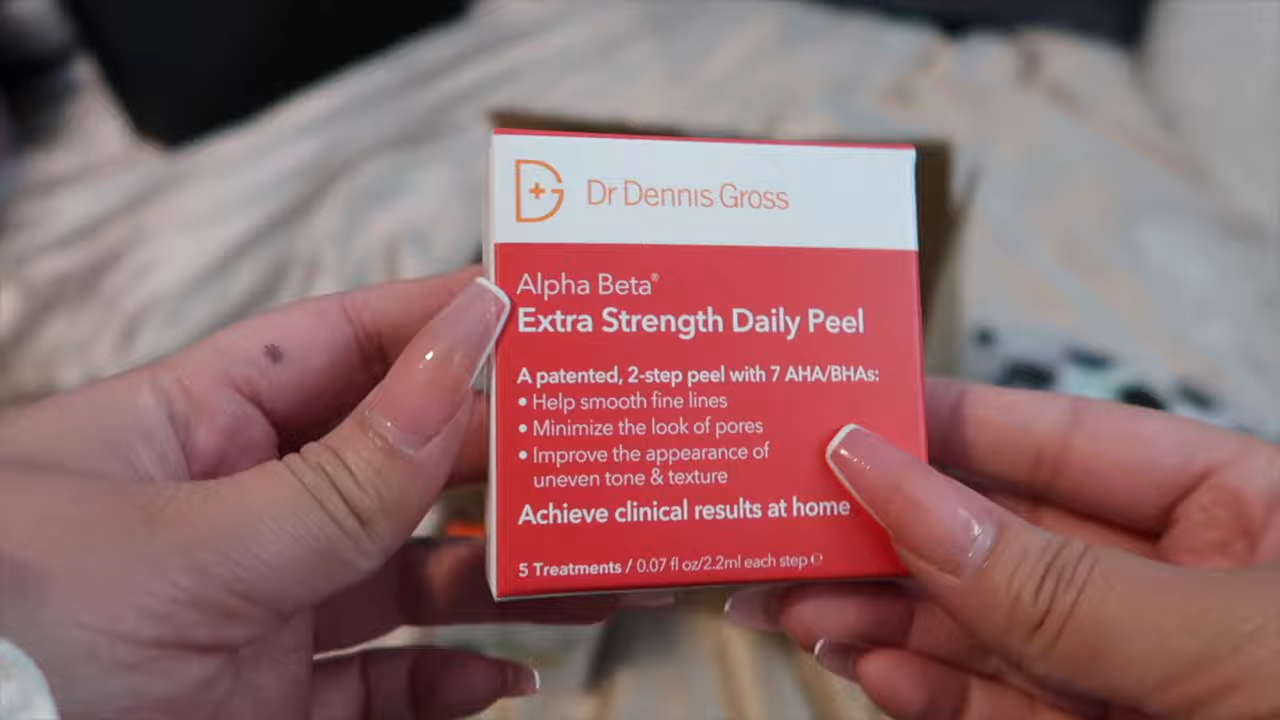 Dr Dennis Gross
Alpha Beta®
Extra Strength Daily Peel
A patented, 2-step peel with 7 AHA/BHAs:
• Help smooth fine lines
• Minimize the look of pores
• Improve the appearance of
uneven tone & texture
Achieve clinical results at home
5 Treatments / 0.07 fl oz/2.2ml each step ℮